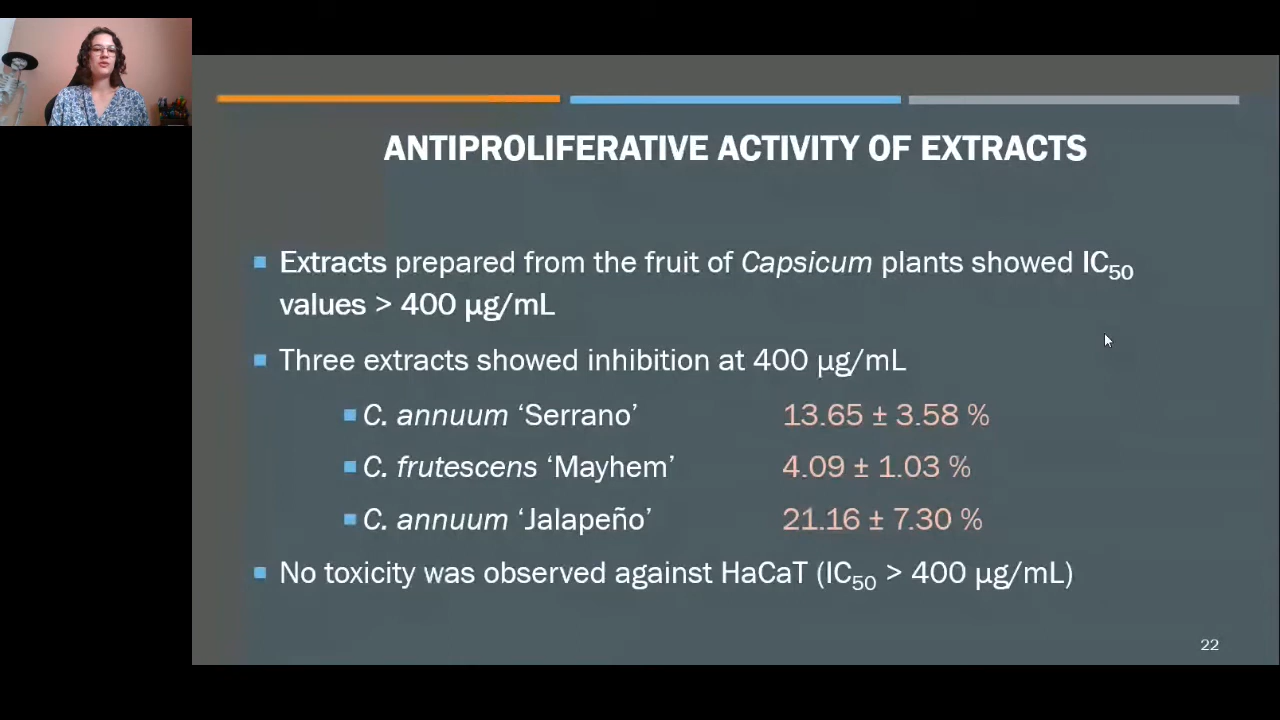 ANTIPROLIFERATIVE ACTIVITY OF EXTRACTS
Extracts prepared from the fruit of Capsicum plants showed IC50
values > 400 µg/mL
Three extracts showed inhibition at 400 µg/mL
C. annuum ‘Serrano’ 13.65 ± 3.58 %
C. frutescens ‘Mayhem’ 4.09 ± 1.03 %
C. annuum ‘Jalapeño’ 21.16 ± 7.30 %
No toxicity was observed against HaCaT (IC50 > 400 µg/mL)
22